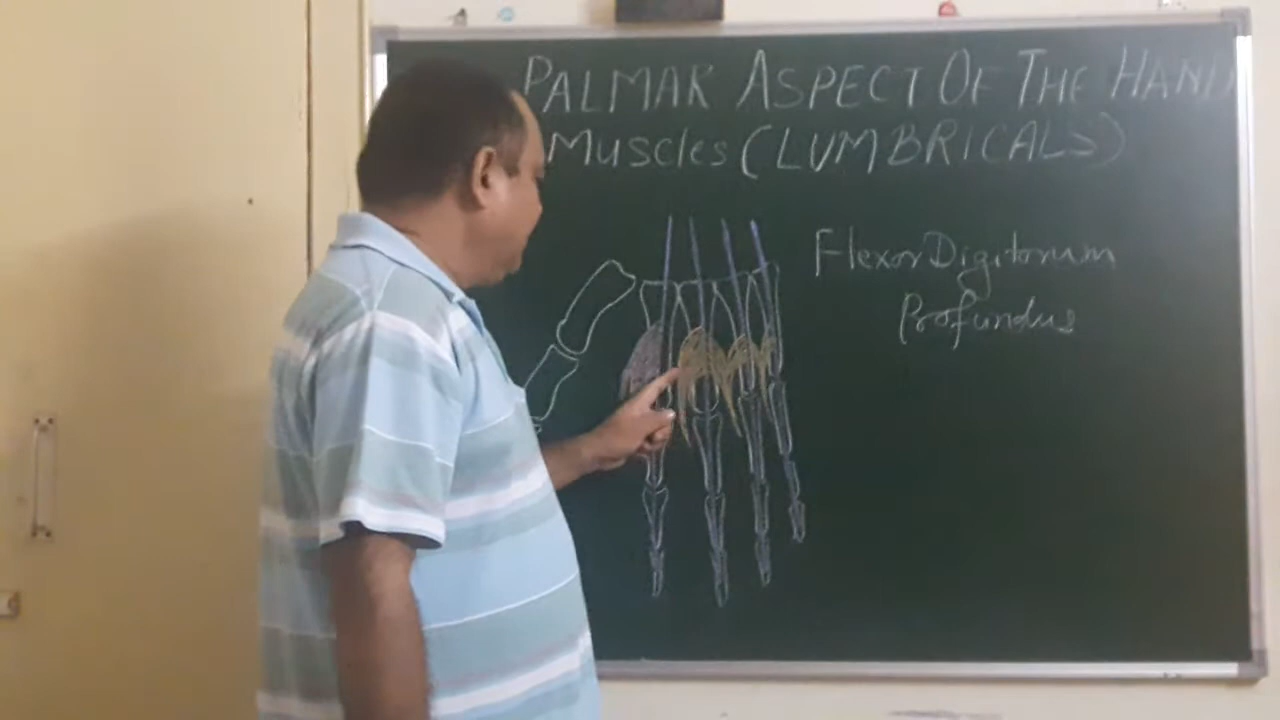 PALMAR ASPECT OF THE HAND
Muscles (LUMBRICALS)
Flexor Digitorum
Profundus